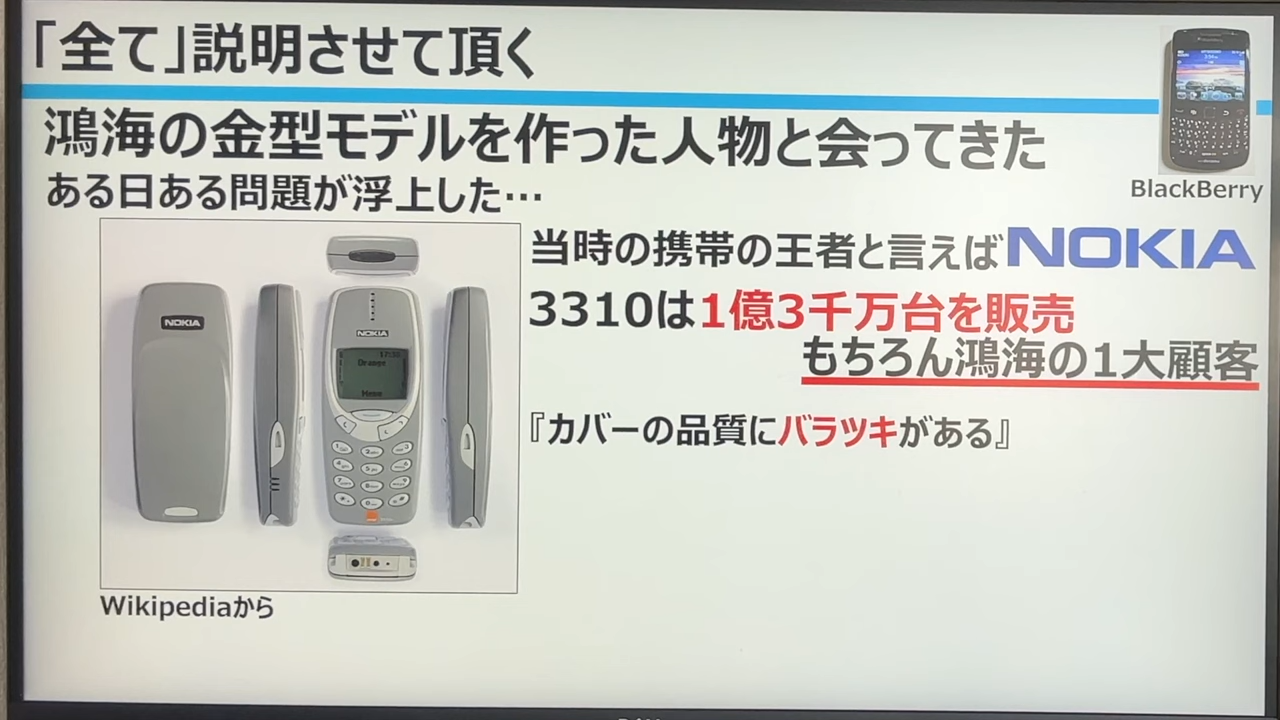 「全て」説明させて頂く
BlackBerry
鴻海の金型モデルを作った人物と会ってきた
ある日ある問題が浮上した…
当時の携帯の王者と言えばNOKIA
3310は1億3千万台を販売
もちろん鴻海の1大顧客
『カバーの品質にバラツキがある』
NOKIA
NOKIA
Orange
Menu
Wikipediaから